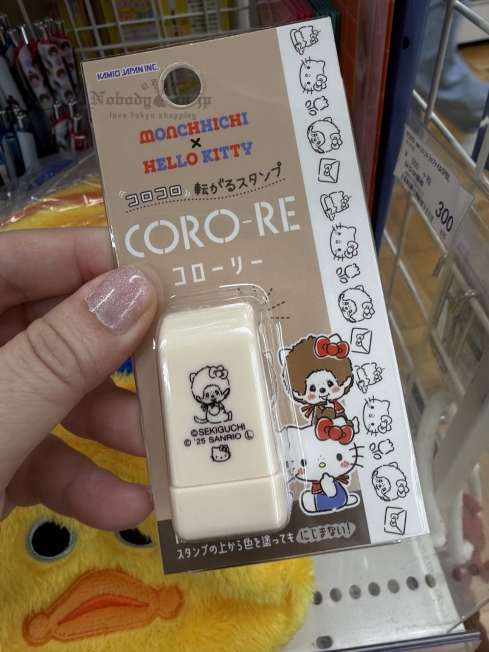 KAMIO JAPAN INC.
love tokyo shopping
MONCHHICHI
×
HELLO KITTY
コロコロ 転がるスタンプ
CORO-RE
コローリー
©SEKIGUCHI
© '25 SANRIO Ⓛ
スタンプの上から色を塗ってもにじまない!
300